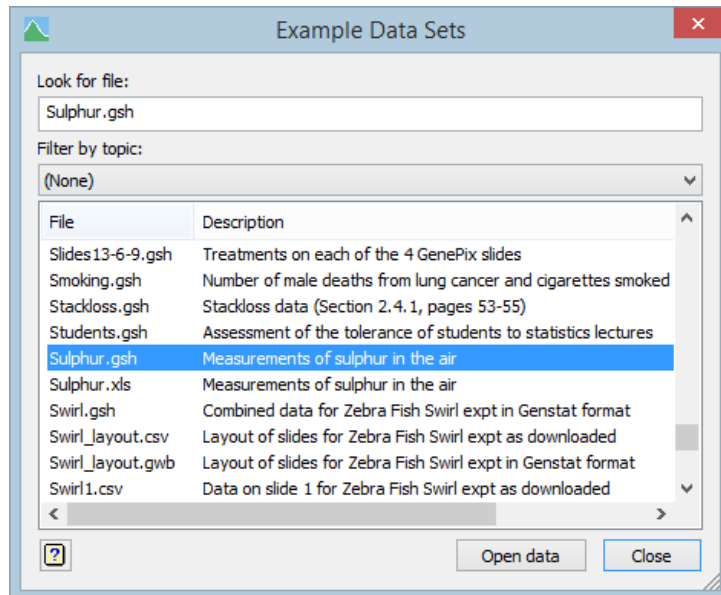 Example Data Sets
Look for file:
Sulphur.gsh
Filter by topic:
(None)
File Description
Slides13-6-9.gsh Treatments on each of the 4 GenePix slides
Smoking.gsh Number of male deaths from lung cancer and cigarettes smoked
Stackloss.gsh Stackloss data (Section 2.4.1, pages 53-55)
Students.gsh Assessment of the tolerance of students to statistics lectures
Sulphur.gsh Measurements of sulphur in the air
Sulphur.xls Measurements of sulphur in the air
Swirl.gsh Combined data for Zebra Fish Swirl expt in Genstat format
Swirl_layout.csv Layout of slides for Zebra Fish Swirl expt as downloaded
Swirl_layout.gwb Layout of slides for Zebra Fish Swirl expt in Genstat format
Swirl1.csv Data on slide 1 for Zebra Fish Swirl expt as downloaded
? Open data Close